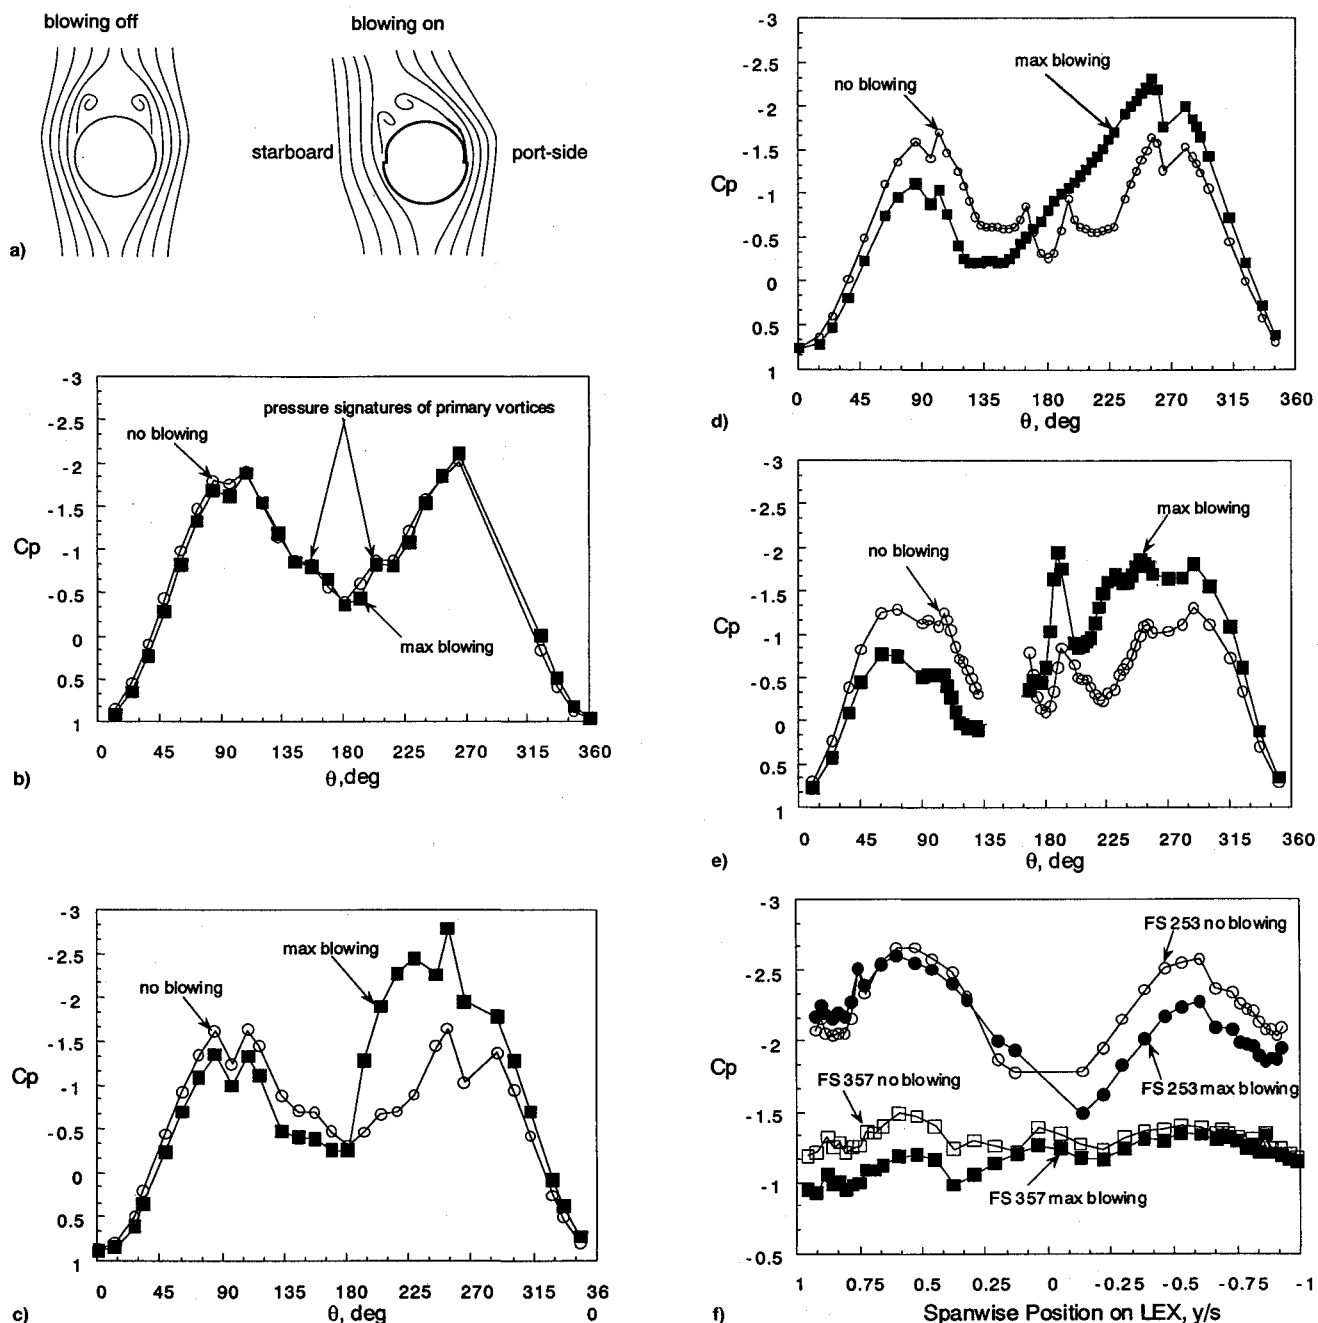 blowing off
blowing on
starboard
port-side
a)
-3
-2.5
-2
-1.5
-1
-0.5
0
0.5
1
Cp
no blowing
pressure signatures of primary vortices
max blowing
0 45 90 135 180 225 270 315 360
θ,deg
b)
-3
-2.5
-2
-1.5
-1
-0.5
0
0.5
1
Cp
no blowing
max blowing
0 45 90 135 180 225 270 315 36
0
θ, deg
c)
-3
-2.5
-2
-1.5
-1
-0.5
0
0.5
1
Cp
no blowing
max blowing
0 45 90 135 180 225 270 315 360
θ, deg
d)
-3
-2.5
-2
-1.5
-1
-0.5
0
0.5
1
Cp
no blowing
max blowing
0 45 90 135 180 225 270 315 360
θ, deg
e)
-3
-2.5
-2
-1.5
-1
-0.5
Cp
FS 253 no blowing
FS 253 max blowing
FS 357 no blowing
FS 357 max blowing
1 0.75 0.5 0.25 0 -0.25 -0.5 -0.75 -1
Spanwise Position on LEX, y/s
f)